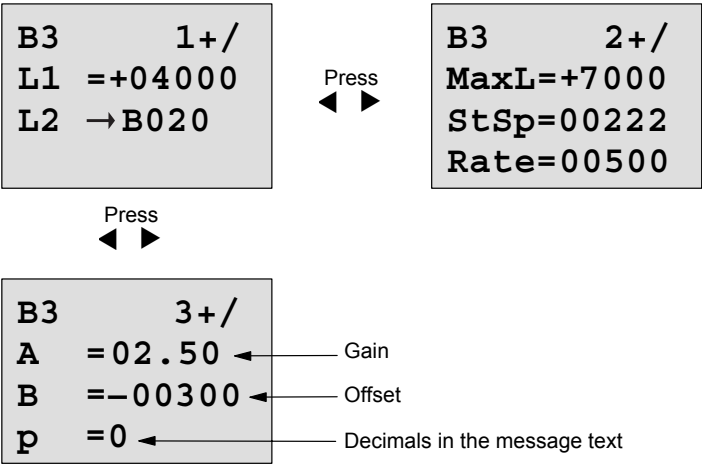 B3 1+/
L1 =+04000
L2 →B020
Press
B3 2+/
MaxL=+7000
StSp=00222
Rate=00500
Press
B3 3+/
A =02.50
Gain
B =–00300
Offset
p =0
Decimals in the message text